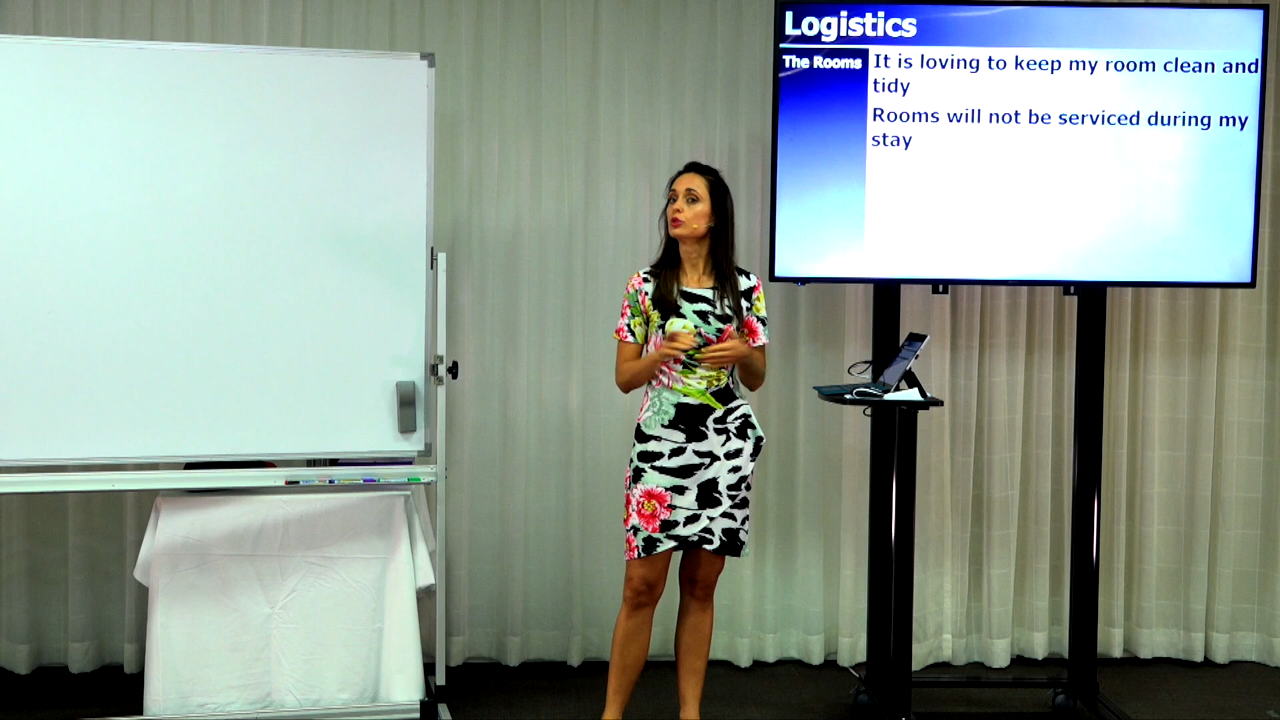 Logistics
The Rooms
It is loving to keep my room clean and
tidy
Rooms will not be serviced during my
stay